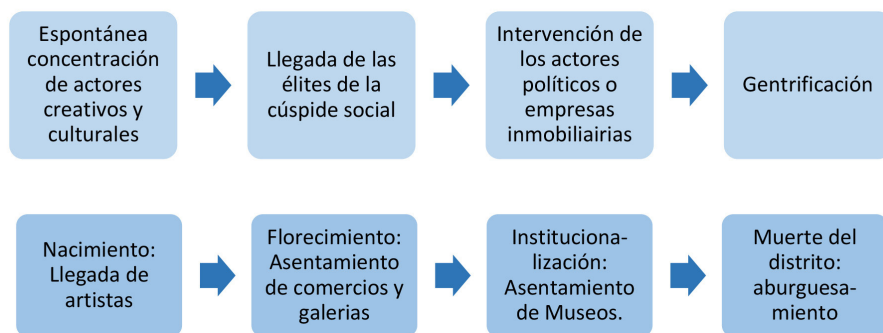 Espontánea
concentración
de actores
creativos y
culturales
Llegada de las
élites de la
cúspide social
Intervención de
los actores
políticos o
empresas
inmobiliairias
Gentrificación
Nacimiento:
Llegada de
artistas
Florecimiento:
Asentamiento
de comercios y
galerias
Instituciona-
lización:
Asentamiento
de Museos.
Muerte del
distrito:
aburguesa-
miento